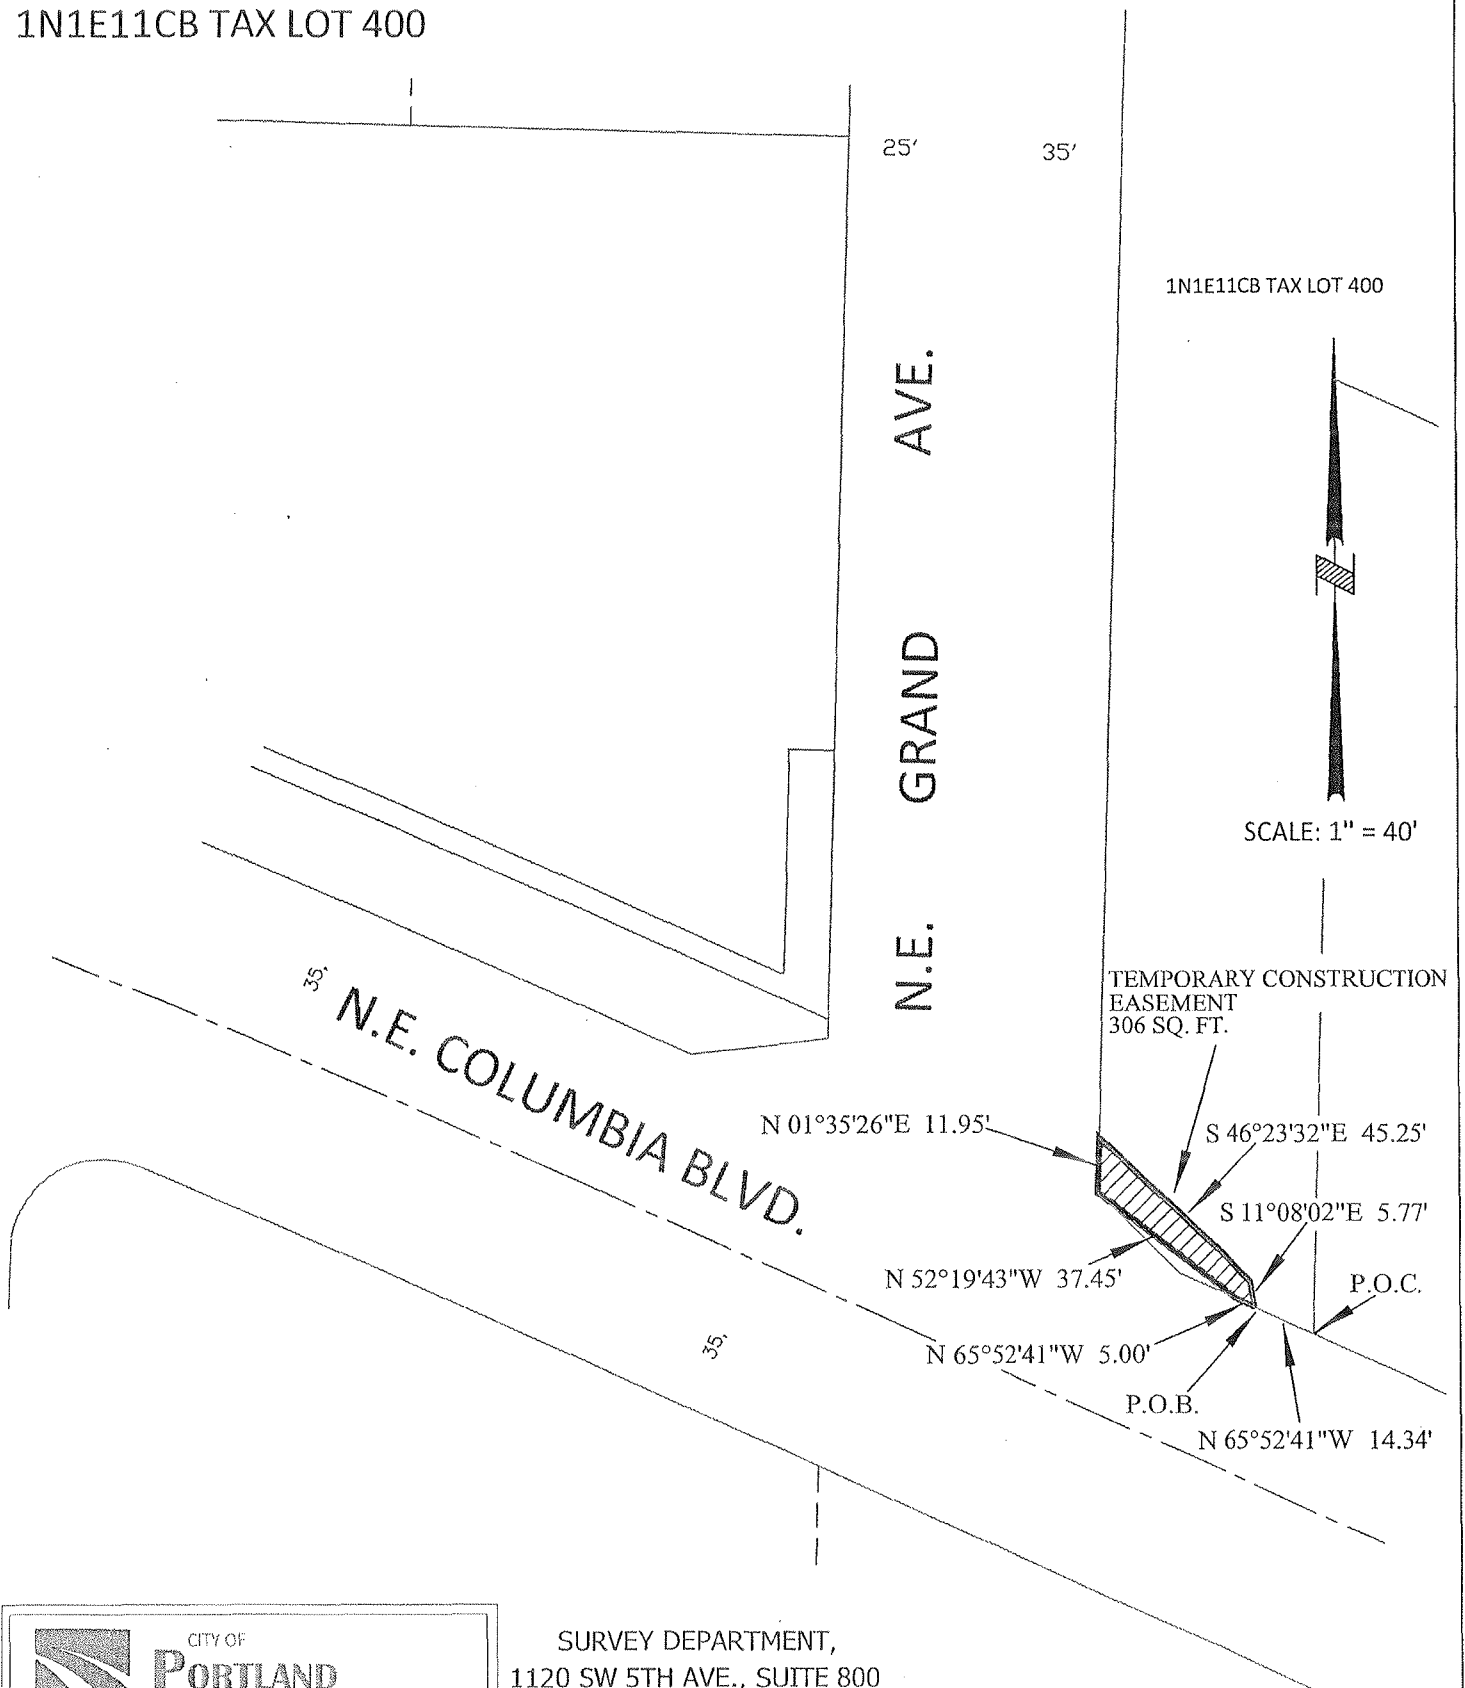 1N1E11CB TAX LOT 400
25'
35'
1N1E11CB TAX LOT 400
N.E. GRAND AVE.
SCALE: 1" = 40'
35'
N.E. COLUMBIA BLVD.
TEMPORARY CONSTRUCTION
EASEMENT
306 SQ. FT.
N 01°35'26"E 11.95'
S 46°23'32"E 45.25'
S 11°08'02"E 5.77'
N 52°19'43"W 37.45'
P.O.C.
35'
N 65°52'41"W 5.00'
P.O.B.
N 65°52'41"W 14.34'
CITY OF
PORTLAND
SURVEY DEPARTMENT,
1120 SW 5TH AVE., SUITE 800